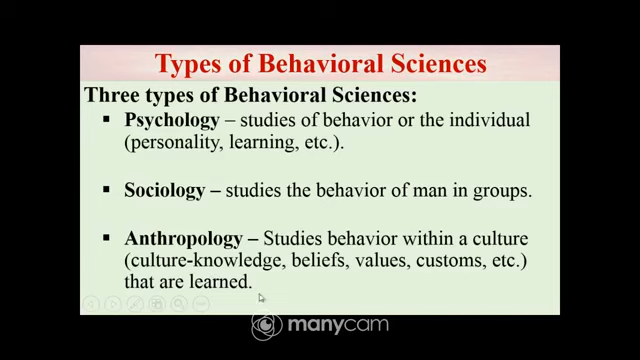 Types of Behavioral Sciences
Three types of Behavioral Sciences:
▪ Psychology – studies of behavior or the individual
(personality, learning, etc.).
▪ Sociology – studies the behavior of man in groups.
▪ Anthropology – Studies behavior within a culture
(culture-knowledge, beliefs, values, customs, etc.)
that are learned.
manycam